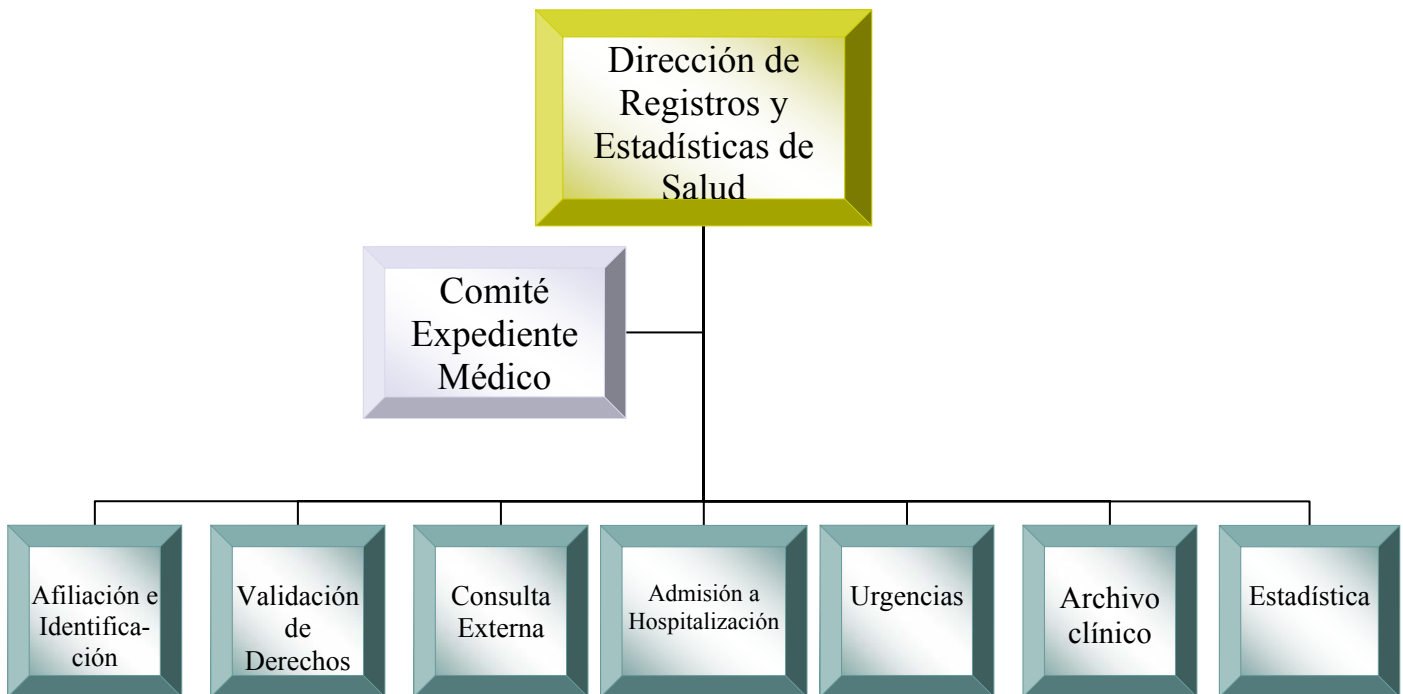 Dirección de
Registros y
Estadísticas de
Salud
Comité
Expediente
Médico
Afiliación e
Identifica-
ción
Validación
de
Derechos
Consulta
Externa
Admisión a
Hospitalización
Urgencias
Archivo
clínico
Estadística